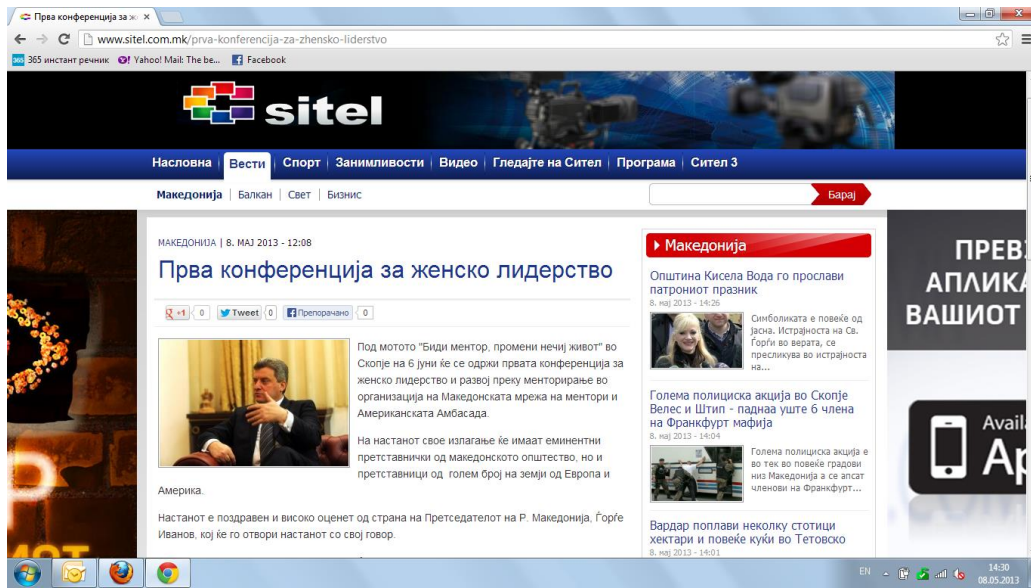 Прва конференција за жо
www.sitel.com.mk/prva-konferencija-za-zhensko-liderstvo
365 инстант речник Yahoo! Mail: The be... Facebook
sitel
Насловна Вести Спорт Занимливости Видео Гледајте на Сител Програма Сител 3
Македонија Балкан Свет Бизнис
Барај
МАКЕДОНИЈА | 8. МАЈ 2013 - 12:08
Прва конференција за женско лидерство
+1 0 Tweet 0 Препорачано 0
Под мотото "Биди ментор, промени нечиј живот" во
Скопје на 6 јуни ќе се одржи првата конференција за
женско лидерство и развој преку менторирање во
организација на Македонската мрежа на ментори и
Американската Амбасада.
На настанот свое излагање ќе имаат еминентни
претставнички од македонското општество, но и
претставници од голем број на земји од Европа и
Америка.
Настанот е поздравен и високо оценет од страна на Претседателот на Р. Македонија, Ѓорѓе
Иванов, кој ќе го отвори настанот со свој говор.
Македонија
Општина Кисела Вода го прослави
патрониот празник
8. мај 2013 - 14:26
Симболиката е повеќе од
јасна. Истрајноста на Св.
Ѓорѓи во верата, се
пресликува во истрајноста
на...
Голема полициска акција во Скопје
Велес и Штип - паднаа уште 6 члена
на Франкфурт мафија
8. мај 2013 - 14:04
Голема полициска акција е
во тек во повеќе градови
низ Македонија а се апсат
членови на Франкфурт...
Вардар поплави неколку стотици
хектари и повеќе куќи во Тетовско
8. мај 2013 - 14:01
ПРЕВЗ
АПЛИКА
ВАШИОТ
Availa
Ap
EN
14:30
08.05.2013